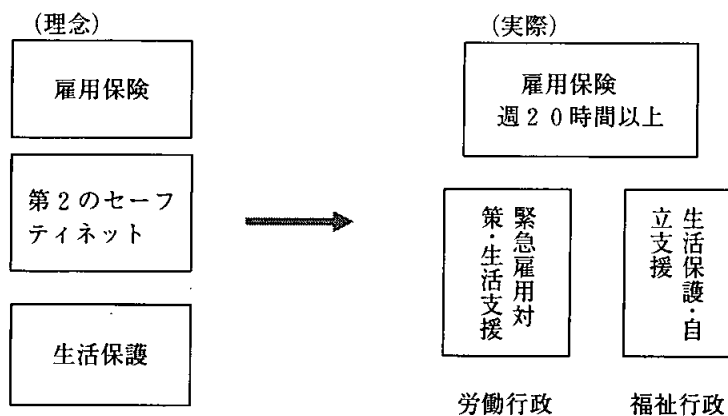 (理念)
雇用保険
第2のセーフ
ティネット
生活保護
(実際)
雇用保険
週20時間以上
緊急雇用対
策・生活支援
生活保護・自
立支援
労働行政
福祉行政